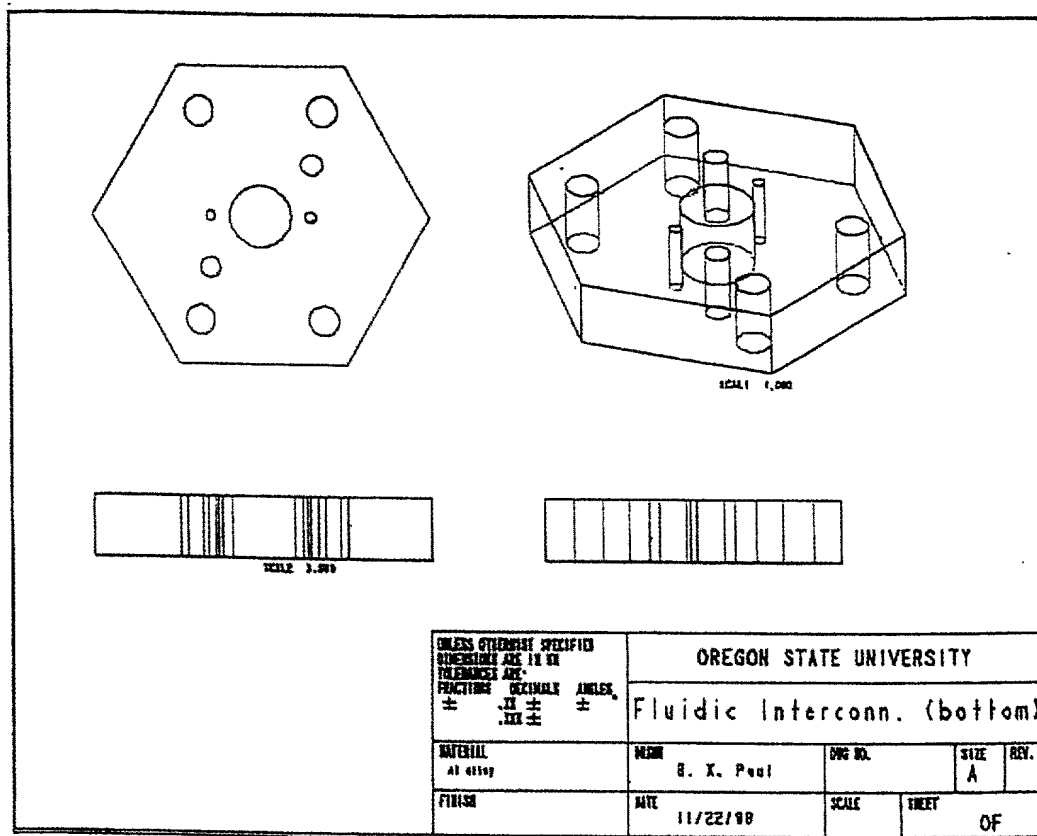 SCALE 1.000
SCALE 3.000
UNLESS OTHERWISE SPECIFIED
DIMENSIONS ARE IN
TOLERANCES ARE:
FRACTIONS DECIMALS ANGLES
± .XX ± ±
.XXX ±
OREGON STATE UNIVERSITY
Fluidic Interconn. (bottom)
MATERIAL
Al alloy
B. K. Paul
DWG NO.
SIZE
A
REV.
FINISH
DATE
11/22/98
SCALE
SHEET
OF